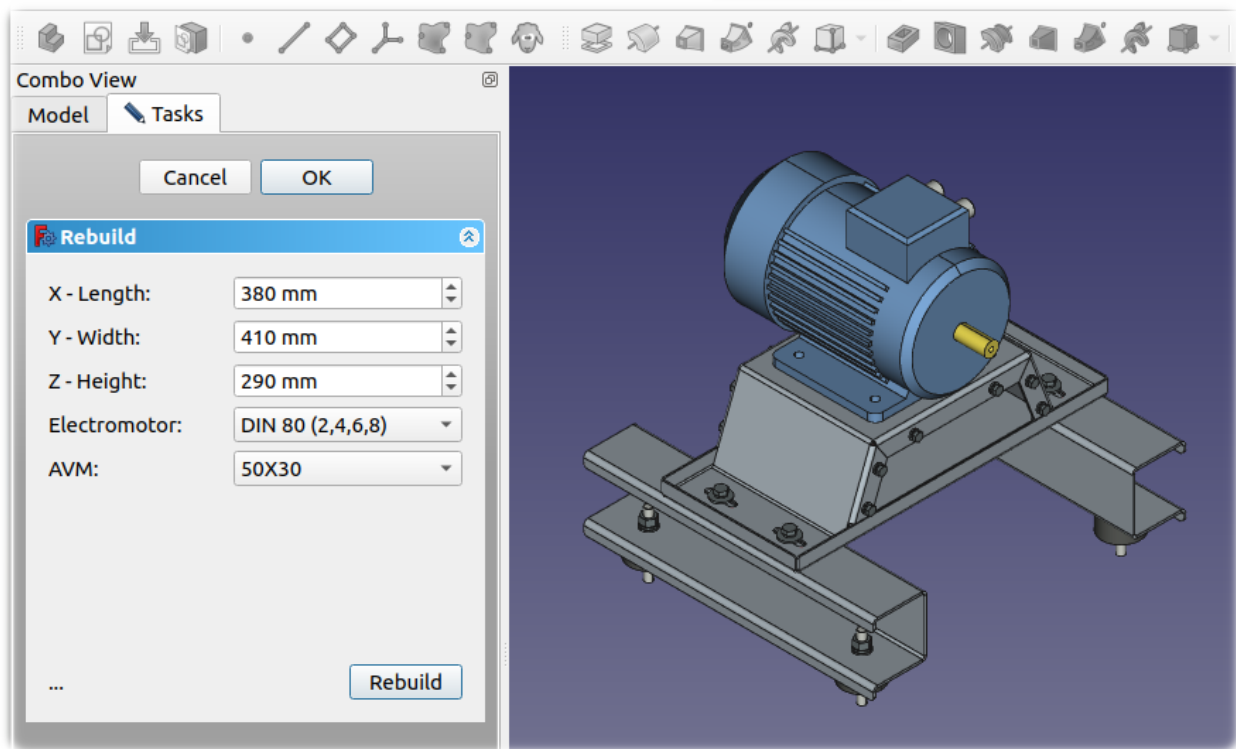 Combo View
Model Tasks
Cancel OK
Rebuild
X - Length: 380 mm
Y - Width: 410 mm
Z - Height: 290 mm
Electromotor: DIN 80 (2,4,6,8)
AVM: 50X30
... Rebuild